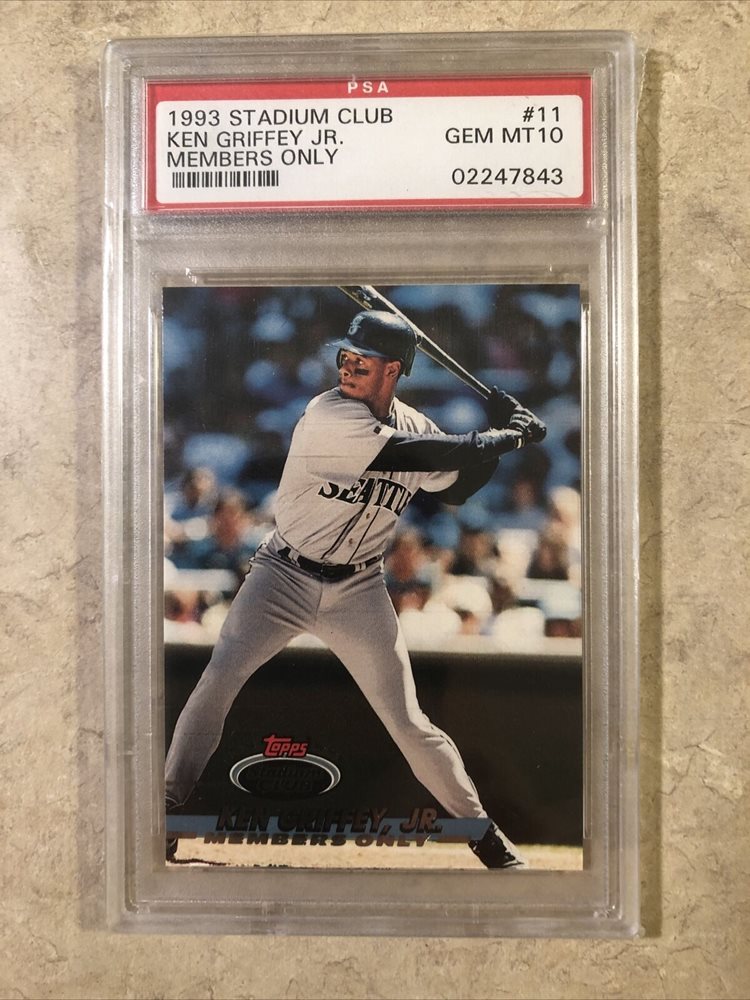 PSA
1993 STADIUM CLUB #11
KEN GRIFFEY JR. GEM MT10
MEMBERS ONLY
02247843
S
SEATTLE
Topps
STADIUM
CLUB
KEN GRIFFEY, JR.
MEMBERS ONLY